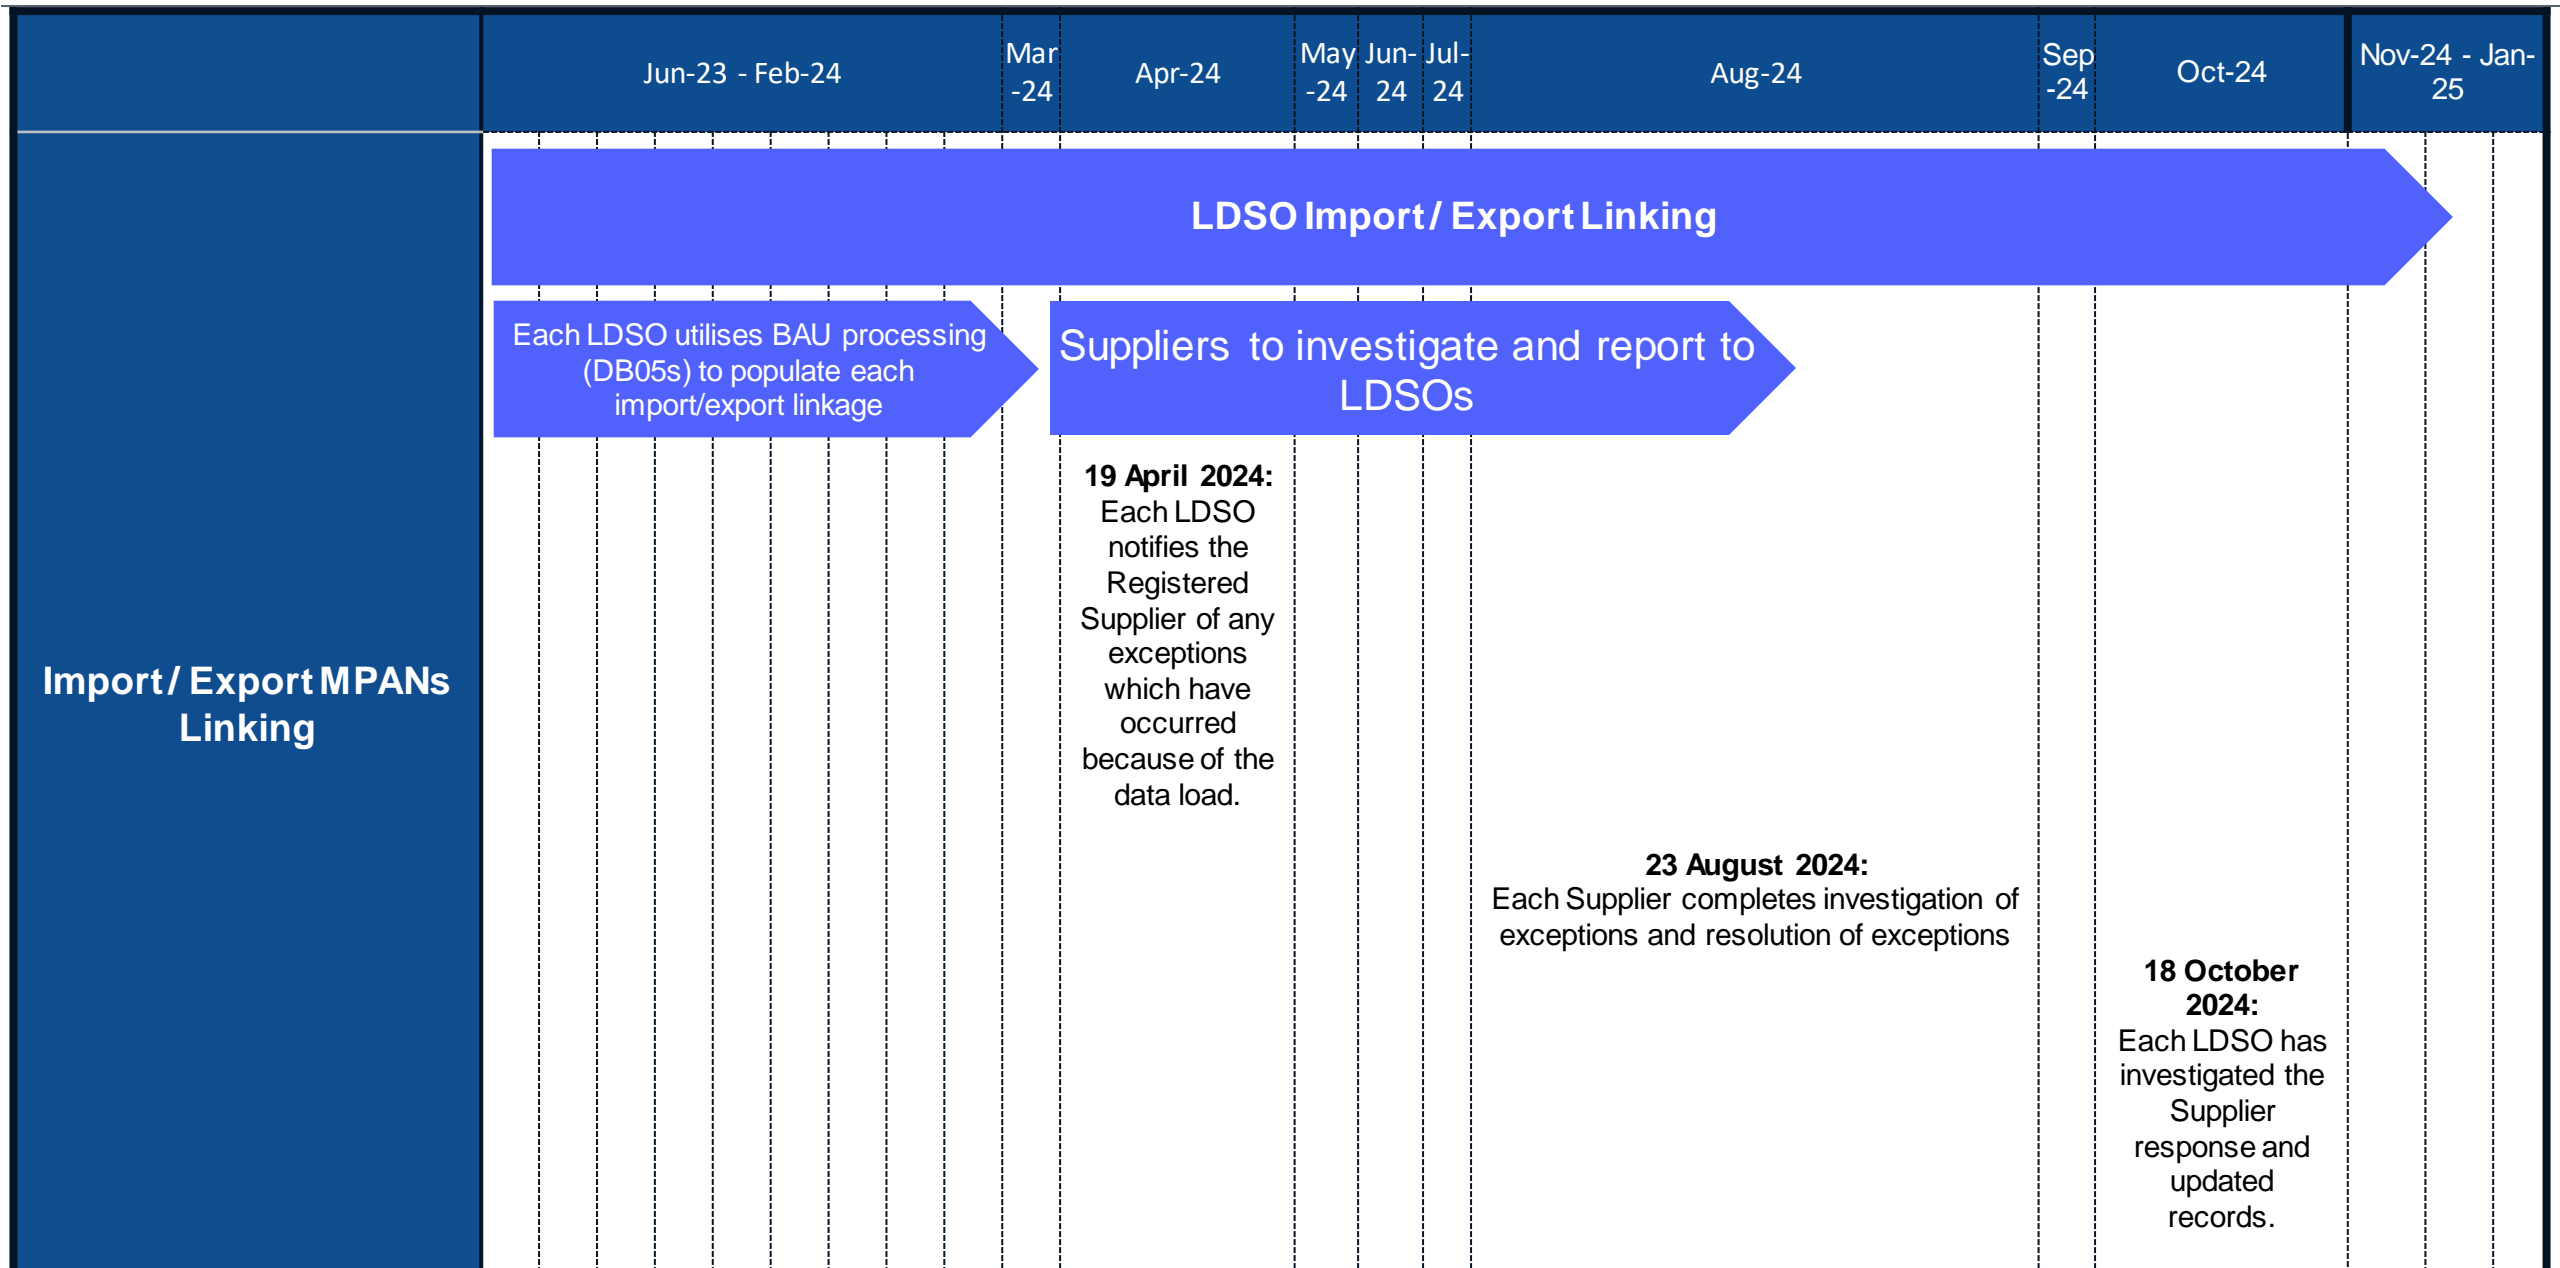 Jun-23 - Feb-24
Mar
-24
Apr-24
May
-24
Jun-
24
Jul-
24
Aug-24
Sep
-24
Oct-24
Nov-24 - Jan-
25
Import / Export MPANs
Linking
LDSO Import / Export Linking
Each LDSO utilises BAU processing
(DB05s) to populate each
import/export linkage
Suppliers to investigate and report to
LDSOs
19 April 2024:
Each LDSO
notifies the
Registered
Supplier of any
exceptions
which have
occurred
because of the
data load.
23 August 2024:
Each Supplier completes investigation of
exceptions and resolution of exceptions
18 October
2024:
Each LDSO has
investigated the
Supplier
response and
updated
records.